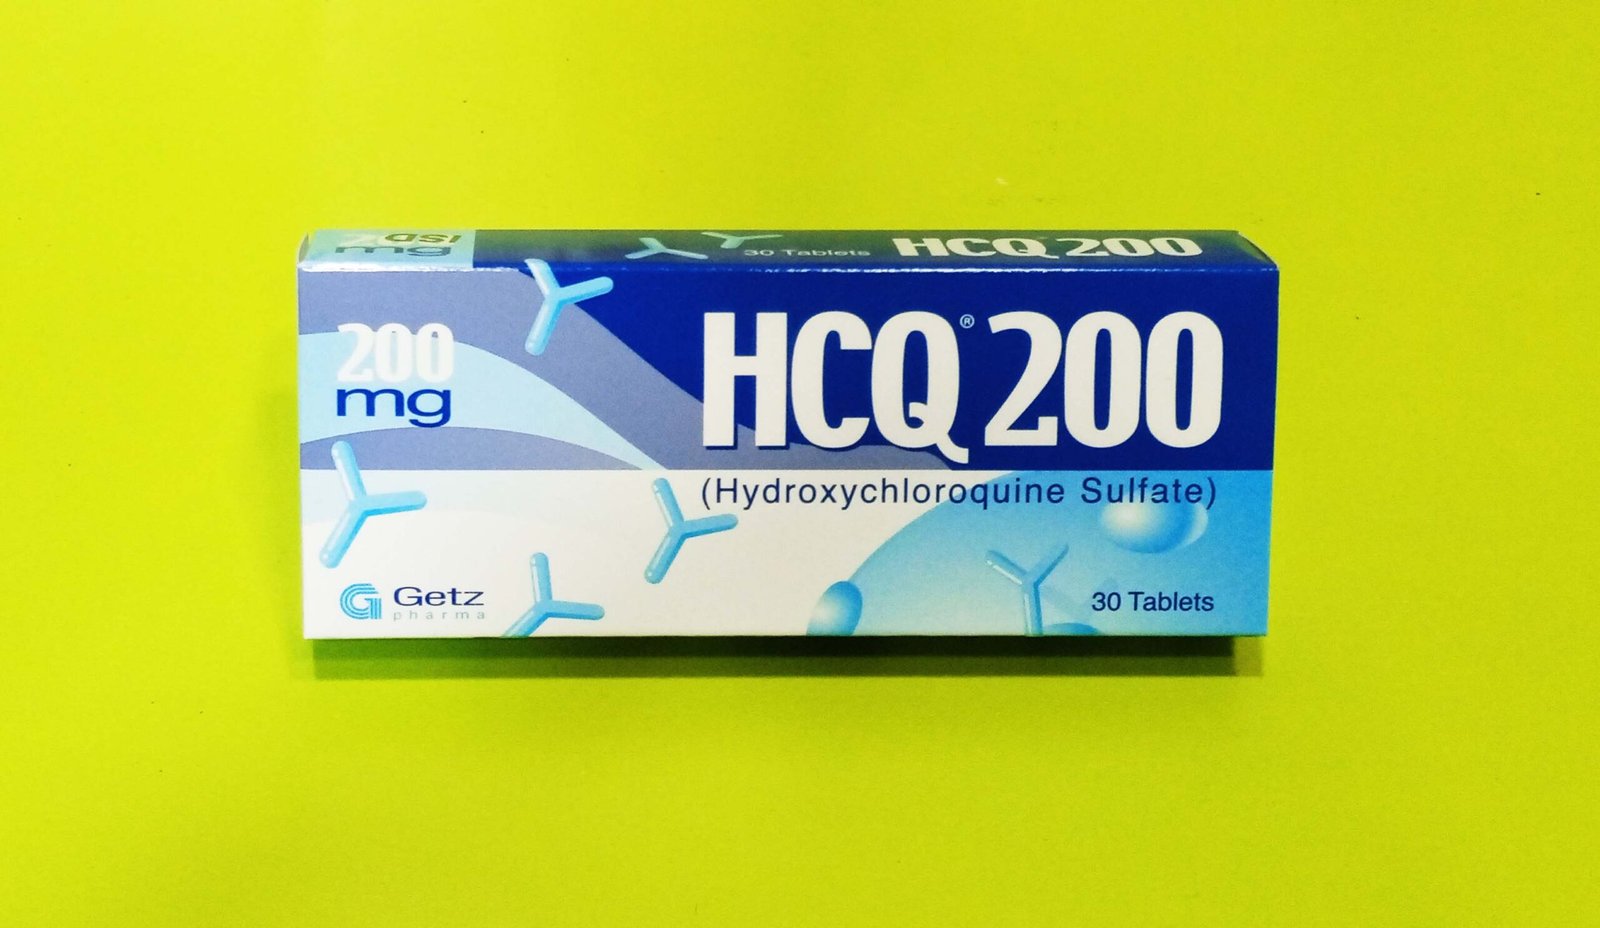 30 Tablets HCQ 200
200
mg
HCQ® 200
(Hydroxychloroquine Sulfate)
Getz
pharma
30 Tablets